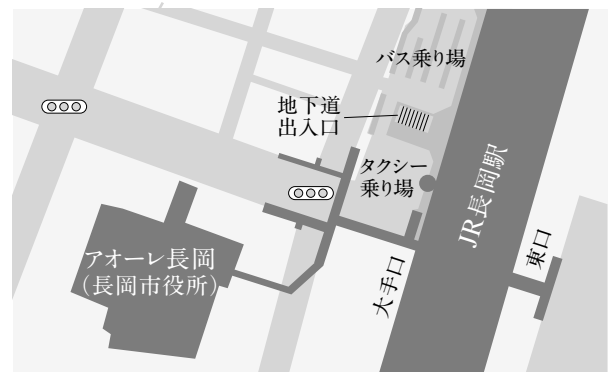 バス乗り場
地下道
出入口
タクシー
乗り場
JR長岡駅
東口
大手口
アオーレ長岡
（長岡市役所）